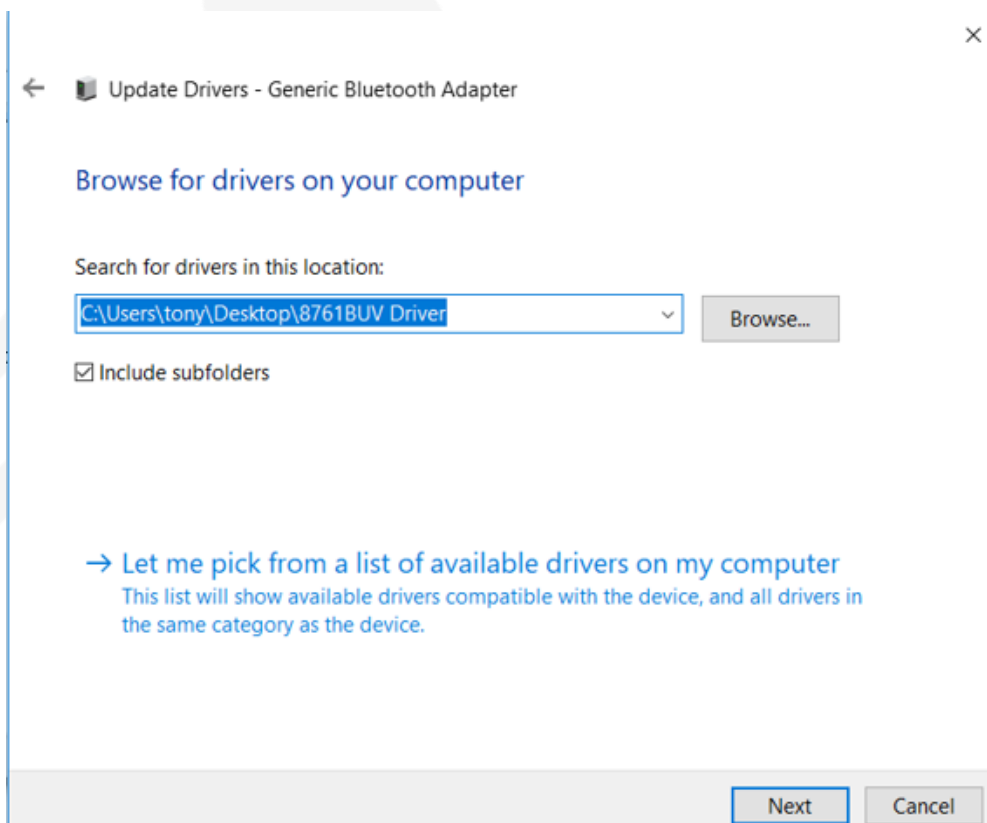 Update Drivers - Generic Bluetooth Adapter
Browse for drivers on your computer
Search for drivers in this location:
C:\Users\tony\Desktop\8761BUV Driver
Browse...
Include subfolders
Let me pick from a list of available drivers on my computer
This list will show available drivers compatible with the device, and all drivers in
the same category as the device.
Next
Cancel